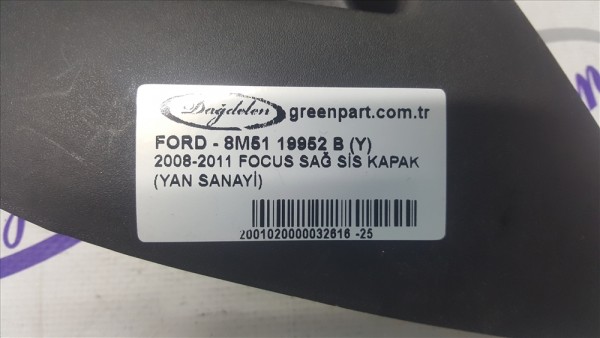 Dağdelen greenpart.com.tr
FORD - 8M51 19952 B (Y)
2008-2011 FOCUS SAĞ SİS KAPAK
(YAN SANAYİ)
2001020000032616 -25